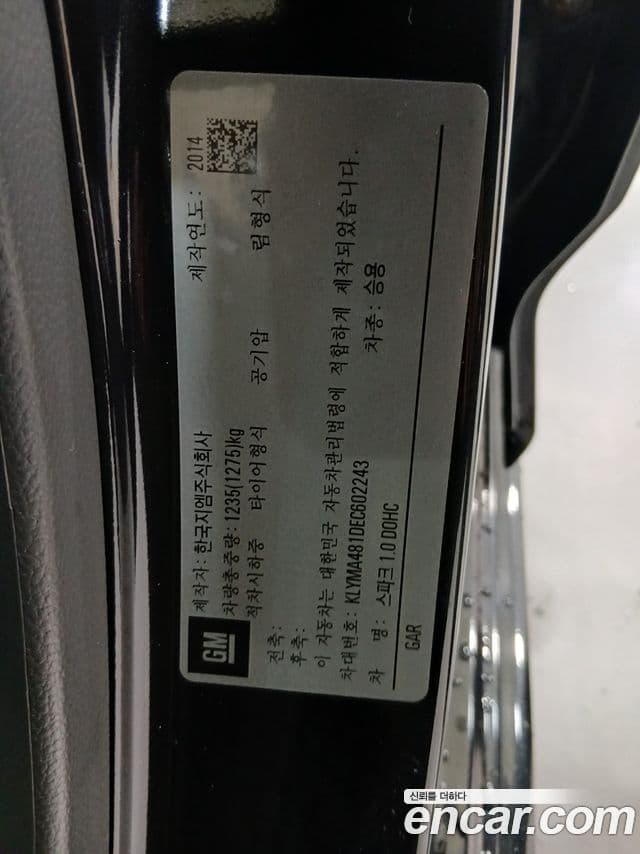 GM
제작자: 한국지엠주식회사 제작연도: 2014
차량총중량: 1235(1275)kg
적차시하중 타이어형식 공기압 림형식
전축:
후축:
이 자동차는 대한민국 자동차관리법령에 적합하게 제작되었습니다.
차대번호: KLYMA481DEC602243 차종: 승용
차 명: 스파크 1.0 DOHC
GAR
신뢰를 더하다
encar.com